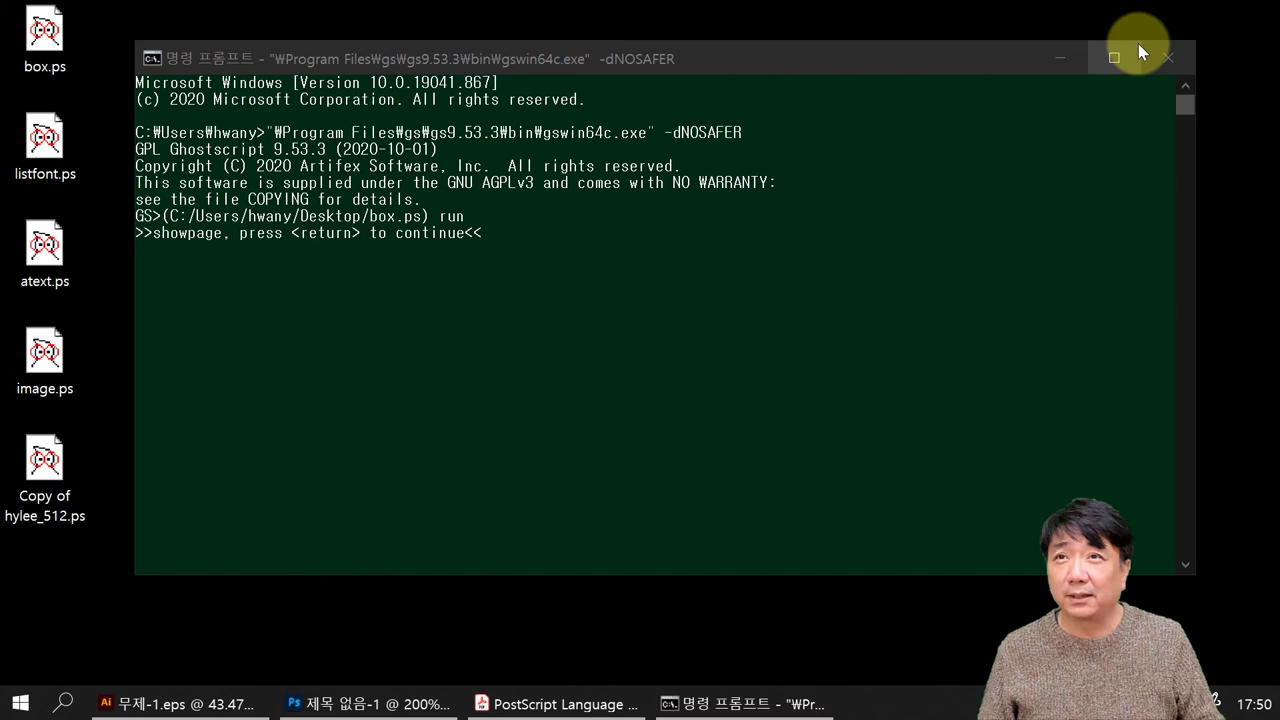 box.ps
listfont.ps
atext.ps
image.ps
Copy of
hylee_512.ps
명령 프롬프트 - "₩Program Files₩gs₩gs9.53.3₩bin₩gswin64c.exe" -dNOSAFER
Microsoft Windows [Version 10.0.19041.867]
(c) 2020 Microsoft Corporation. All rights reserved.
C:₩Users₩hwany>"₩Program Files₩gs₩gs9.53.3₩bin₩gswin64c.exe" -dNOSAFER
GPL Ghostscript 9.53.3 (2020-10-01)
Copyright (C) 2020 Artifex Software, Inc.  All rights reserved.
This software is supplied under the GNU AGPLv3 and comes with NO WARRANTY:
see the file COPYING for details.
GS>(C:/Users/hwany/Desktop/box.ps) run
>>showpage, press <return> to continue<<
Ai 무제-1.eps @ 43.47...
Ps 제목 없음-1 @ 200%...
PostScript Language ...
명령 프롬프트 - "₩Pr...
17:50